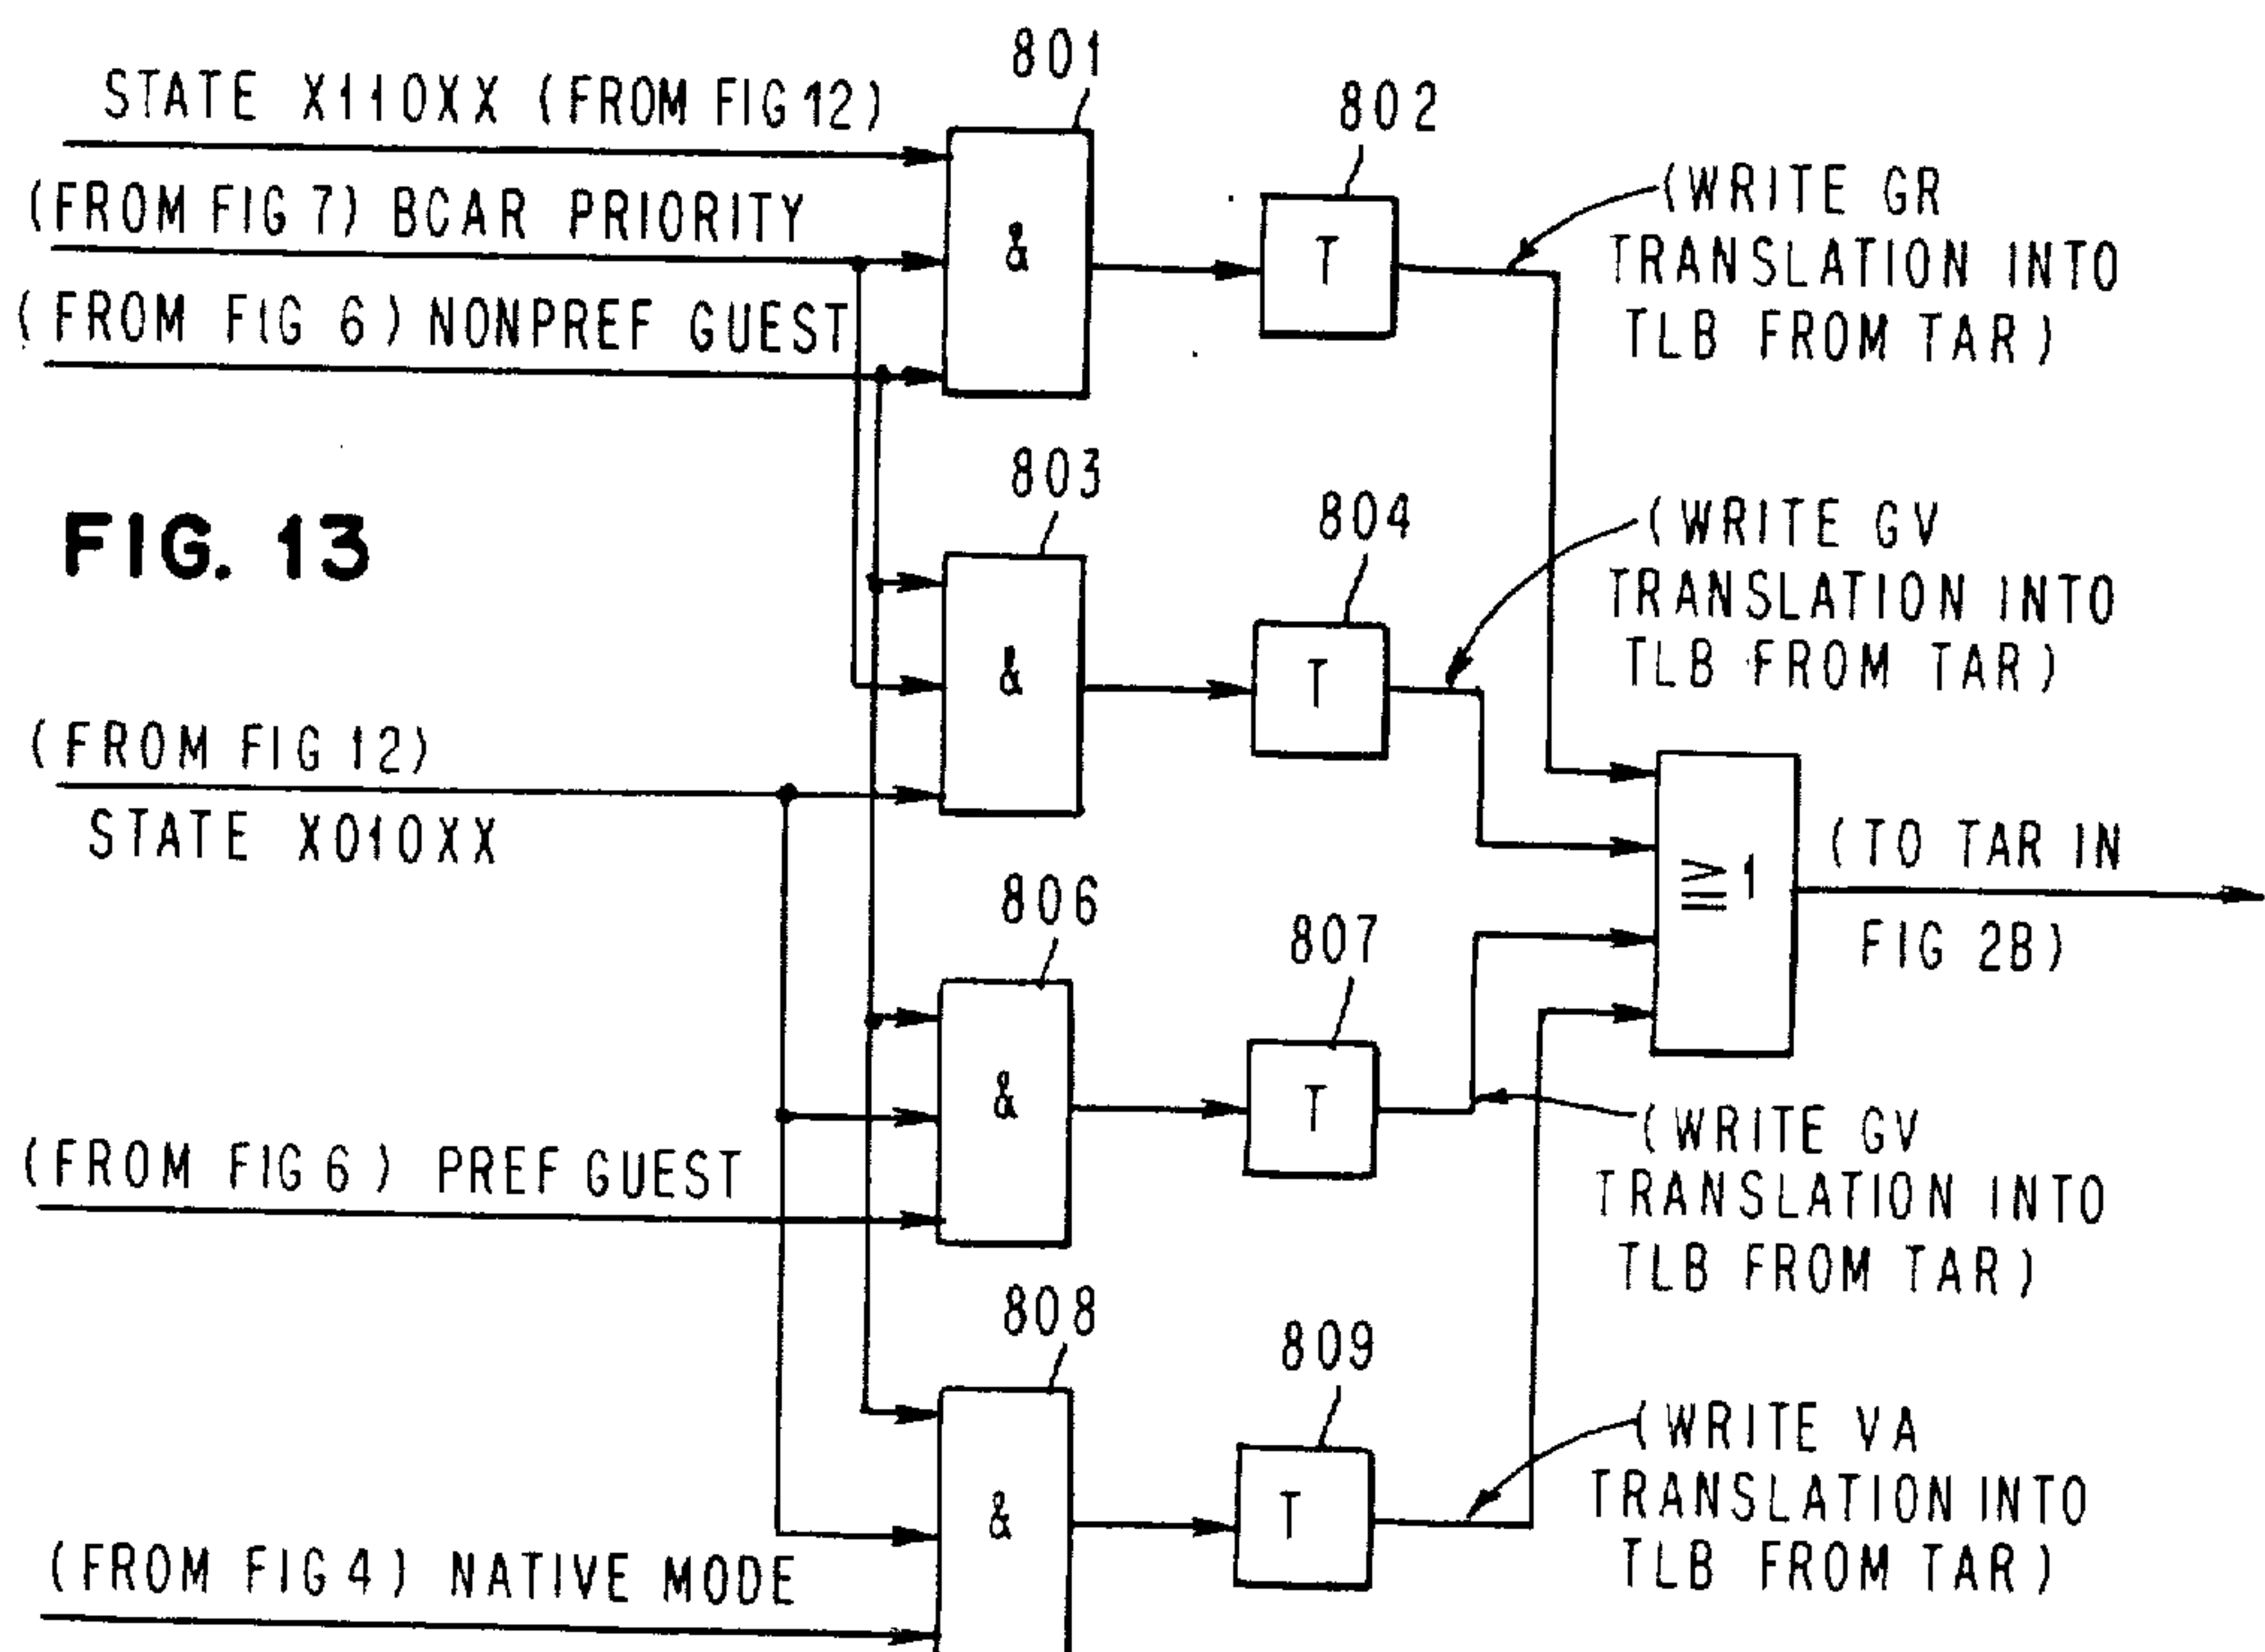 801
STATE X110XX (FROM FIG 12)
802
(WRITE GR
TRANSLATION INTO
TLB FROM TAR)
(FROM FIG 7) BCAR PRIORITY
&
T
(FROM FIG 6) NONPREF GUEST
803
804
(WRITE GV
TRANSLATION INTO
TLB FROM TAR)
FIG. 13
&
T
(FROM FIG 12)
STATE X010XX
≧1
(TO TAR IN
FIG 2B)
806
807
&
T
(WRITE GV
TRANSLATION INTO
TLB FROM TAR)
(FROM FIG 6) PREF GUEST
808
809
(WRITE VA
TRANSLATION INTO
TLB FROM TAR)
&
T
(FROM FIG 4) NATIVE MODE